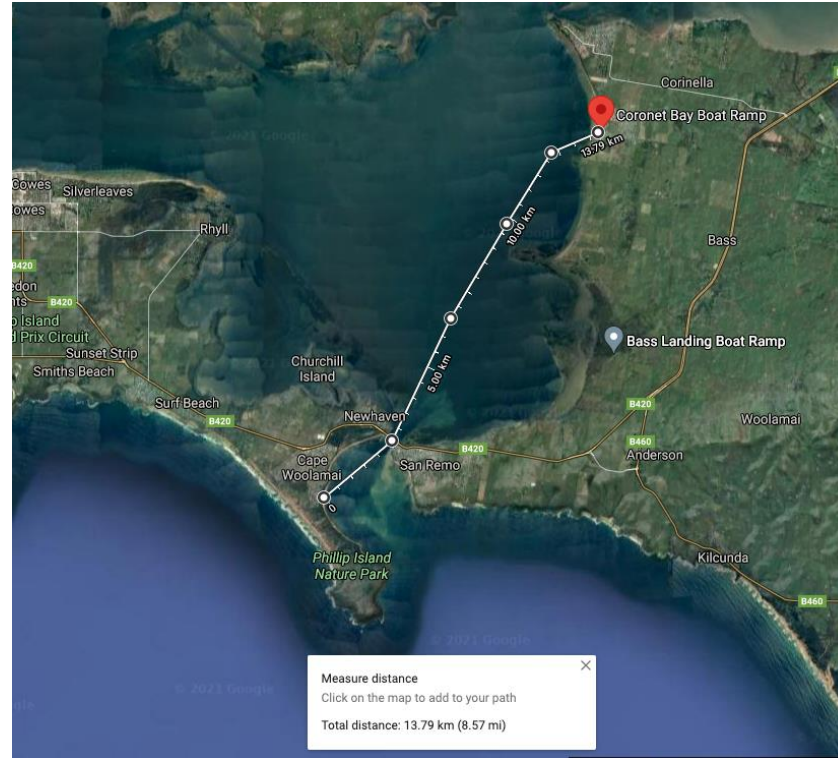 © 2021 Google
Corinella
Coronet Bay Boat Ramp
13.79 km
Cowes
Silverleaves
owes
Rhyll
10.00 km
Bass
B420
edon
nts
B420
p Island
d Prix Circuit
Sunset Strip
Smiths Beach
Churchill
Island
5.00 km
Bass Landing Boat Ramp
Surf Beach
B420
Newhaven
B420
Woolamai
Cape
Woolamai
San Remo
B420
B460
Anderson
0
Phillip Island
Nature Park
Kilcunda
B460
© 2021 Google
© 2021 Google
Measure distance
Click on the map to add to your path
Total distance: 13.79 km (8.57 mi)